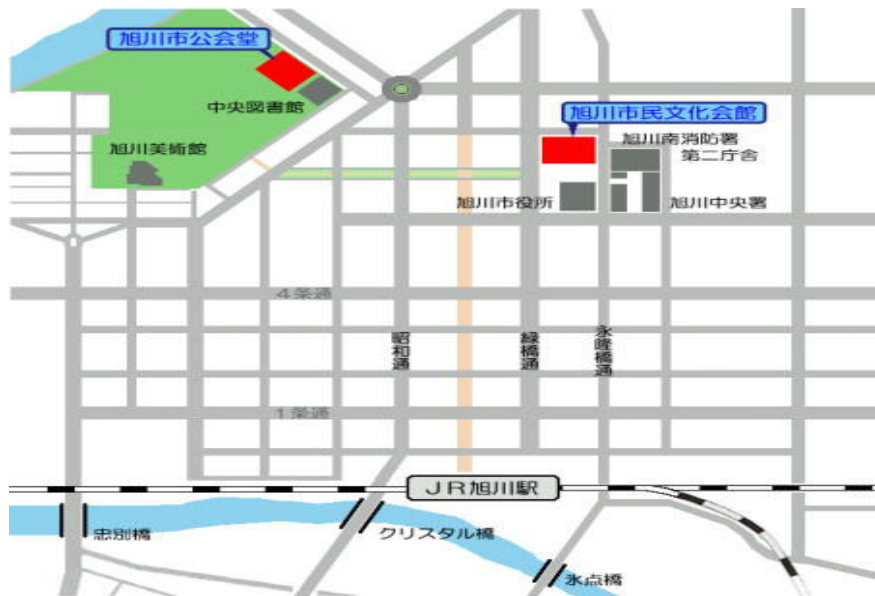 旭川市公会堂
中央図書館
旭川市民文化会館
旭川美術館
旭川南消防署
第二庁舎
旭川市役所
旭川中央署
4条通
昭和通
緑橋通
永隆橋通
1条通
JR旭川駅
忠別橋
クリスタル橋
氷点橋